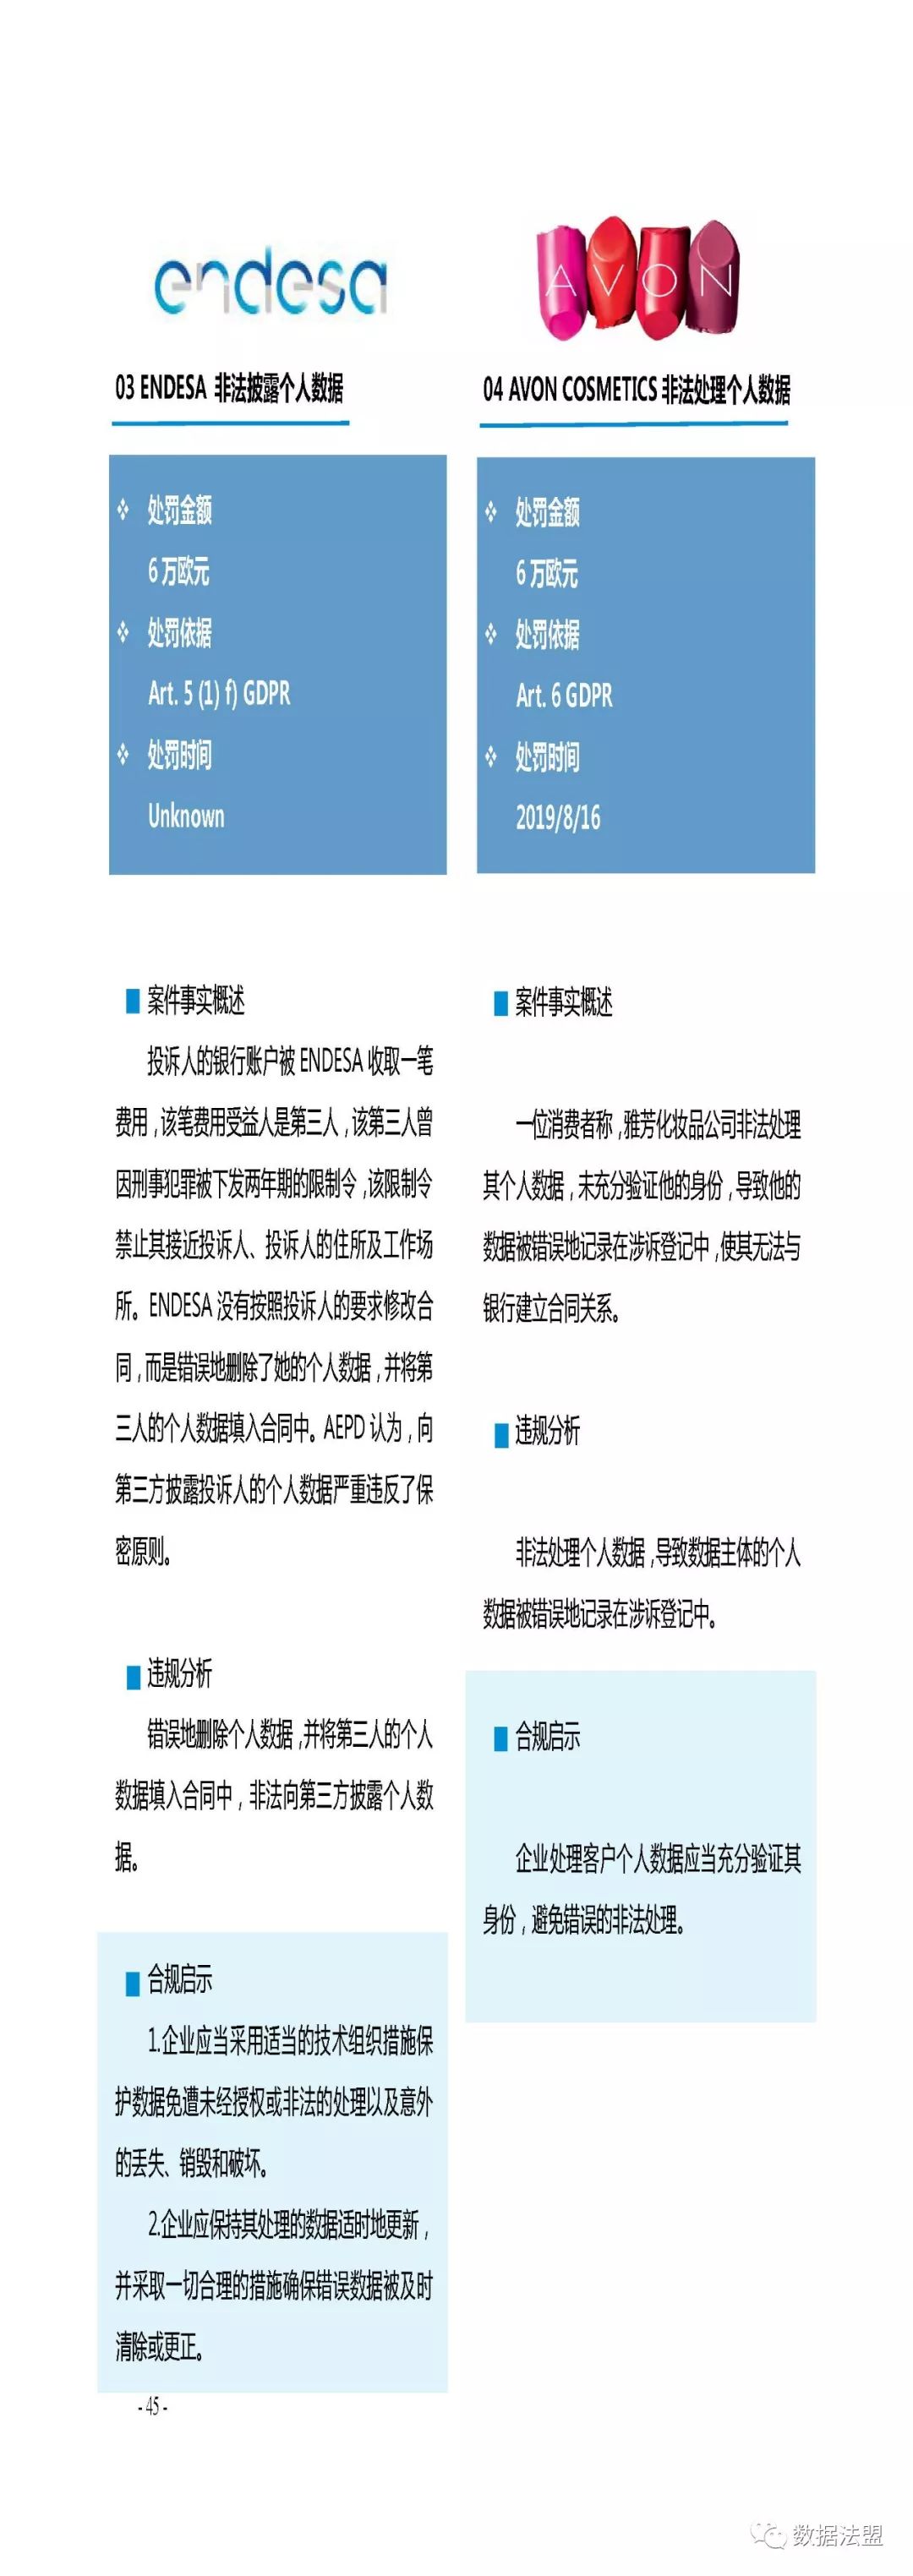 endesa
03 ENDESA 非法披露个人数据
❖ 处罚金额
6 万欧元
❖ 处罚依据
Art. 5 (1) f) GDPR
❖ 处罚时间
Unknown
■ 案件事实概述
投诉人的银行账户被 ENDESA 收取一笔
费用，该笔费用受益人是第三人，该第三人曾
因刑事犯罪被下发两年期的限制令，该限制令
禁止其接近投诉人、投诉人的住所及工作场
所。ENDESA 没有按照投诉人的要求修改合
同，而是错误地删除了她的个人数据，并将第
三人的个人数据填入合同中。AEPD 认为，向
第三方披露投诉人的个人数据严重违反了保
密原则。
■ 违规分析
错误地删除个人数据，并将第三人的个人
数据填入合同中，非法向第三方披露个人数
据。
■ 合规启示
1.企业应当采用适当的技术组织措施保
护数据免遭未经授权或非法的处理以及意外
的丢失、销毁和破坏。
2.企业应保持其处理的数据适时地更新，
并采取一切合理的措施确保错误数据被及时
清除或更正。
- 45 -
AVON
04 AVON COSMETICS 非法处理个人数据
❖ 处罚金额
6 万欧元
❖ 处罚依据
Art. 6 GDPR
❖ 处罚时间
2019/8/16
■ 案件事实概述
一位消费者称，雅芳化妆品公司非法处理
其个人数据，未充分验证他的身份，导致他的
数据被错误地记录在涉诉登记中，使其无法与
银行建立合同关系。
■ 违规分析
非法处理个人数据，导致数据主体的个人
数据被错误地记录在涉诉登记中。
■ 合规启示
企业处理客户个人数据应当充分验证其
身份，避免错误的非法处理。
数据法盟